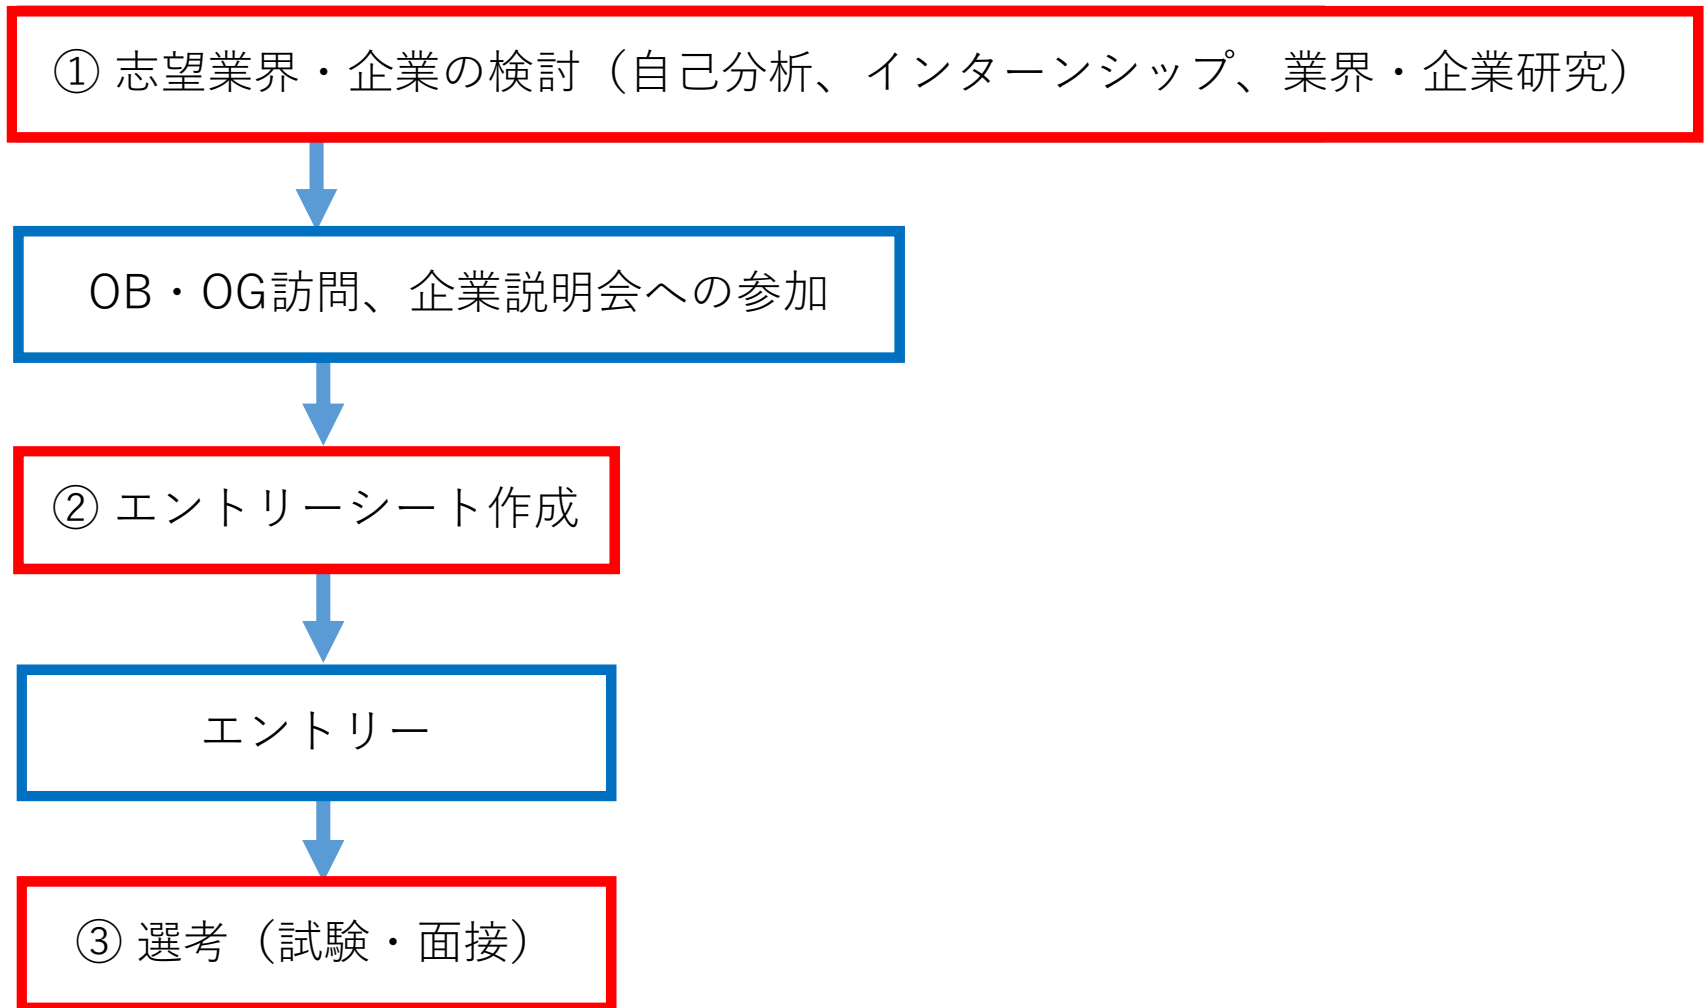 ① 志望業界・企業の検討（自己分析、インターンシップ、業界・企業研究）
OB・OG訪問、企業説明会への参加
② エントリーシート作成
エントリー
③ 選考（試験・面接）